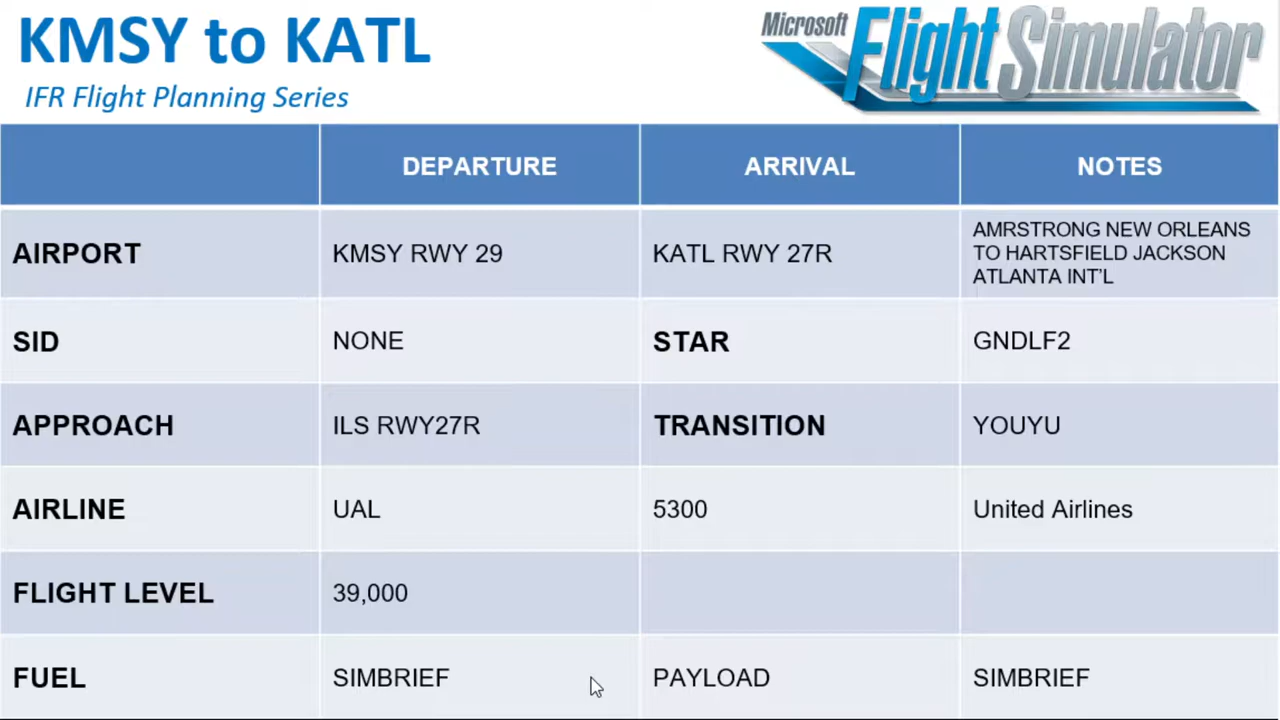 KMSY to KATL
IFR Flight Planning Series
Microsoft Flight Simulator
DEPARTURE ARRIVAL NOTES
AIRPORT KMSY RWY 29 KATL RWY 27R AMRSTRONG NEW ORLEANS
TO HARTSFIELD JACKSON
ATLANTA INT'L
SID NONE STAR GNDLF2
APPROACH ILS RWY27R TRANSITION YOUYU
AIRLINE UAL 5300 United Airlines
FLIGHT LEVEL 39,000
FUEL SIMBRIEF PAYLOAD SIMBRIEF